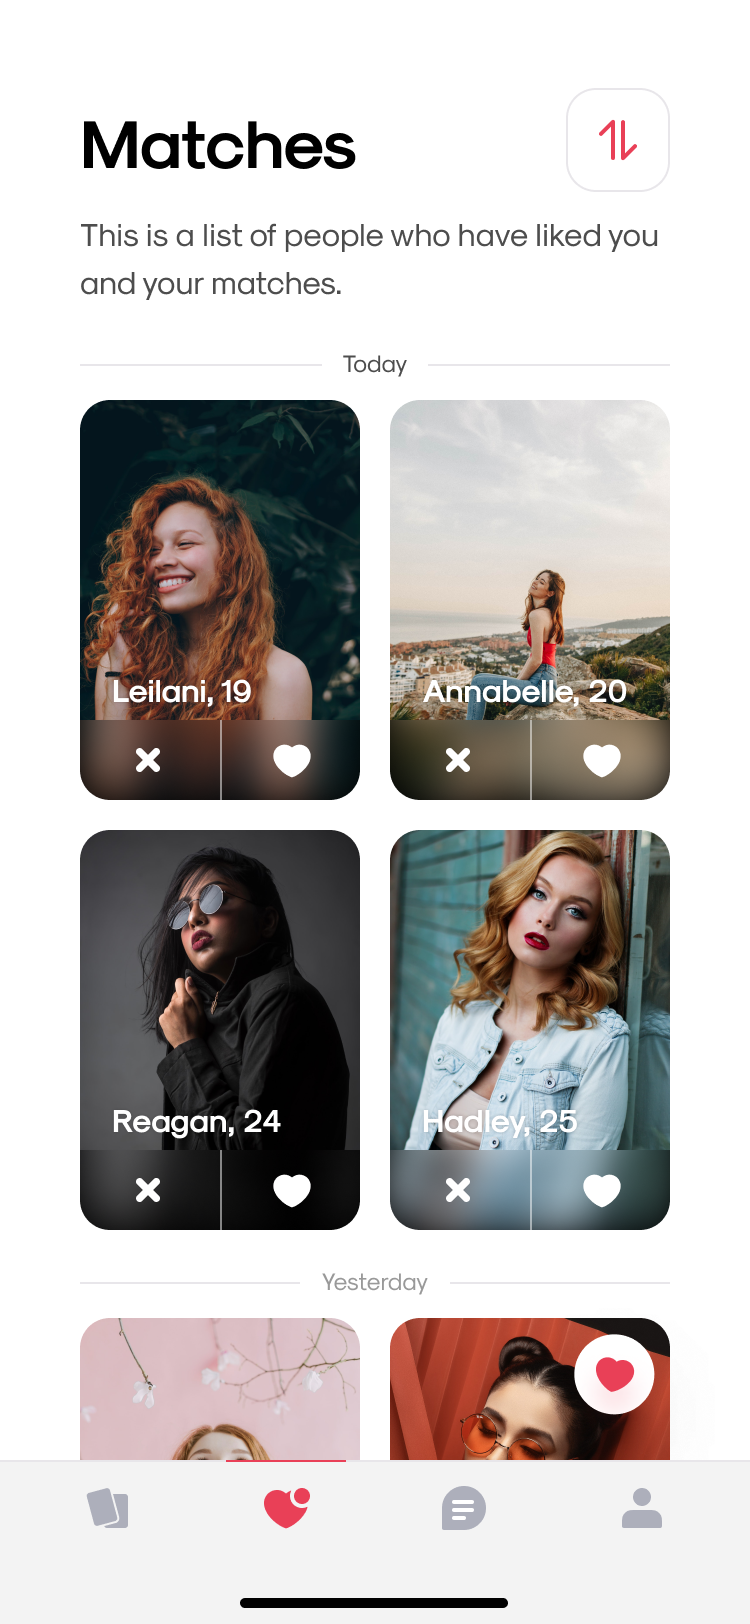 Matches
This is a list of people who have liked you
and your matches.
Today
Leilani, 19
Annabelle, 20
Reagan, 24
Hadley, 25
Yesterday